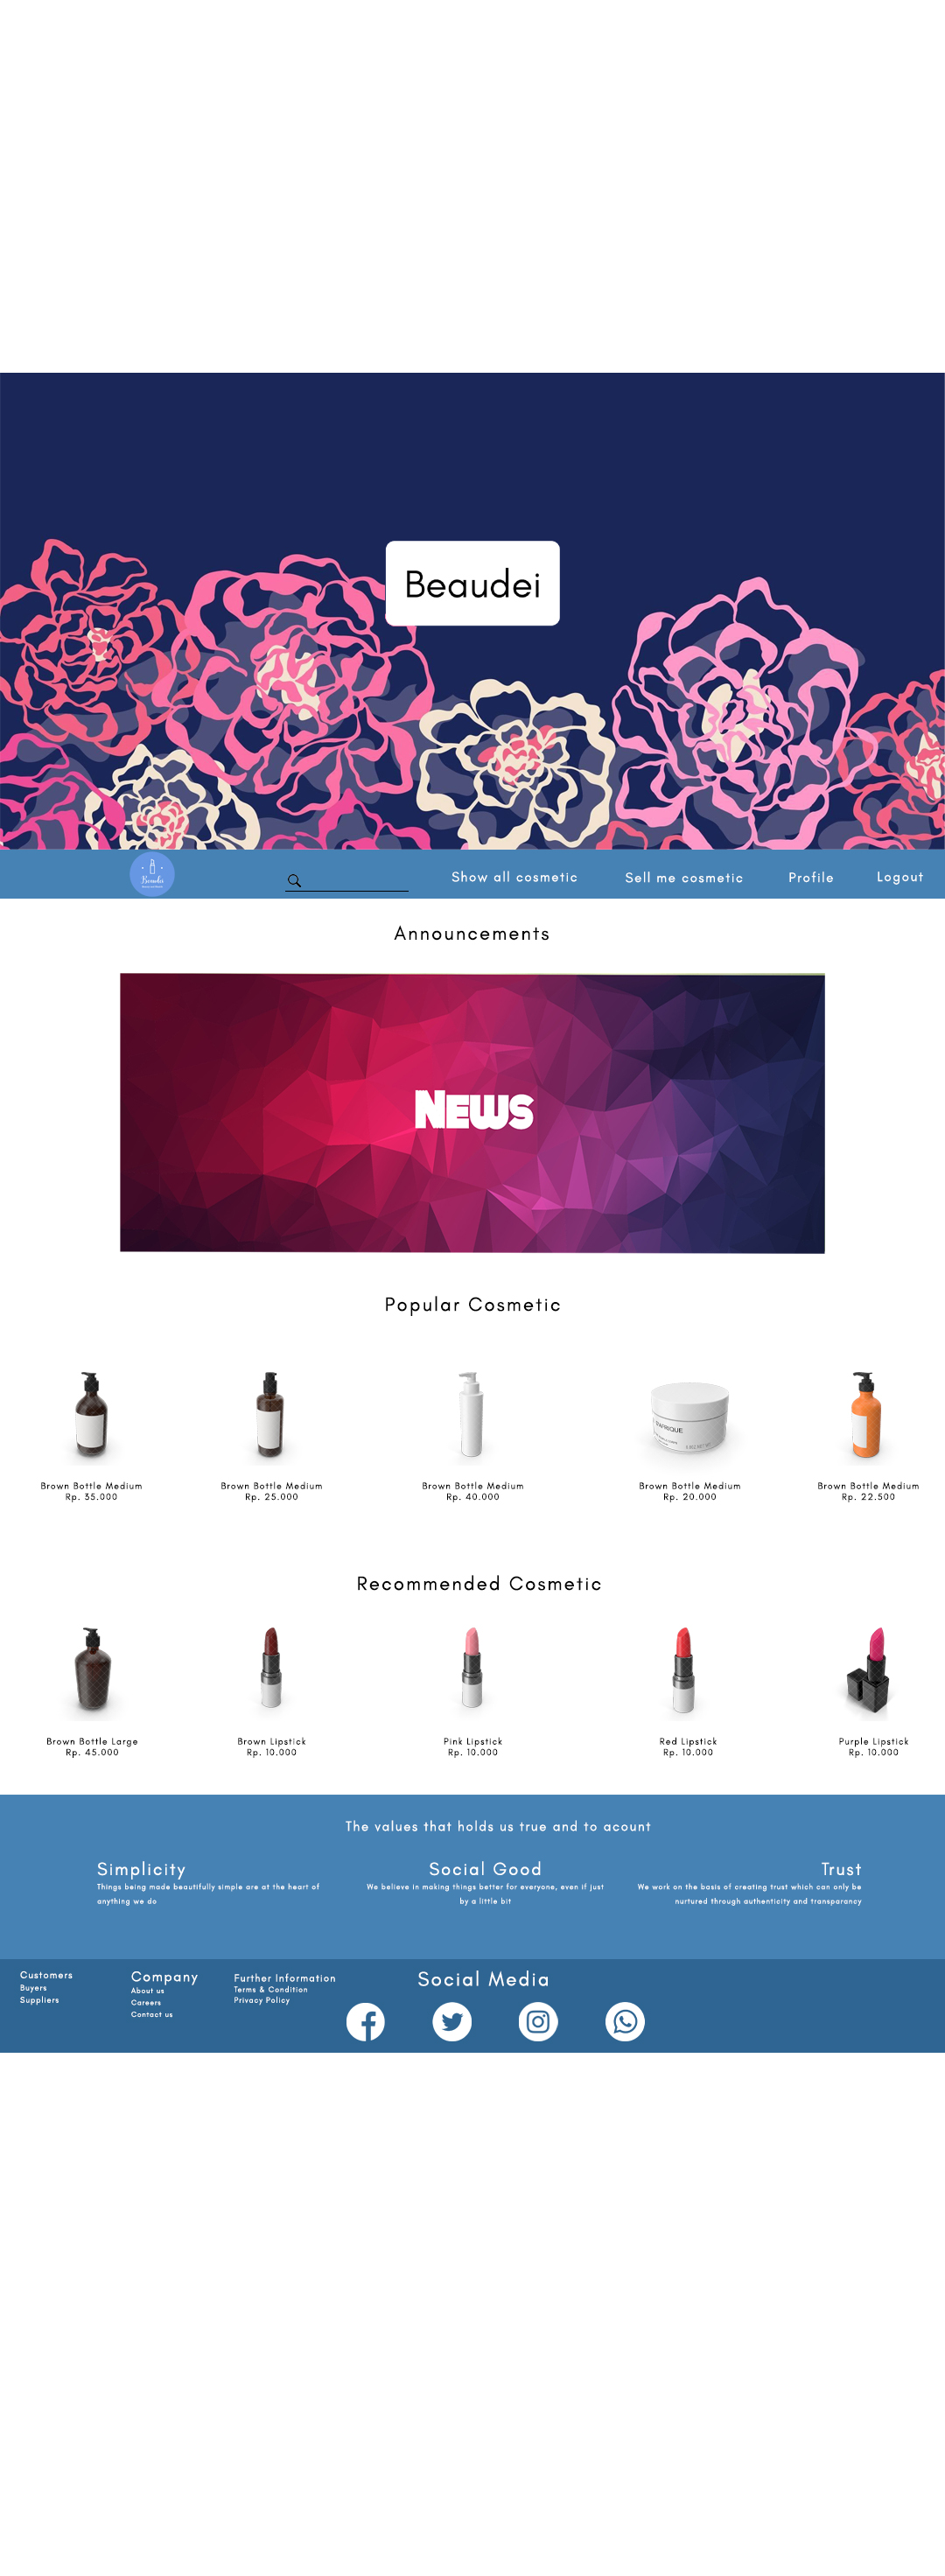 Beaudei
Beaudei
Show all cosmetic
Sell me cosmetic
Profile
Logout
Announcements
News
Popular Cosmetic
D'AFRIQUE
Brown Bottle Medium
Rp. 35.000
Brown Bottle Medium
Rp. 25.000
Brown Bottle Medium
Rp. 40.000
Brown Bottle Medium
Rp. 20.000
Brown Bottle Medium
Rp. 22.500
Recommended Cosmetic
Brown Bottle Large
Rp. 45.000
Brown Lipstick
Rp. 10.000
Pink Lipstick
Rp. 10.000
Red Lipstick
Rp. 10.000
Purple Lipstick
Rp. 10.000
The values that holds us true and to acount
Simplicity
Things being made beautifully simple are at the heart of
anything we do
Social Good
We believe in making things better for everyone, even if just
by a little bit
Trust
We work on the basis of creating trust which can only be
nurtured through authenticity and transparancy
Customers
Buyers
Suppliers
Company
About us
Careers
Contact us
Further Information
Terms & Condition
Privacy Policy
Social Media